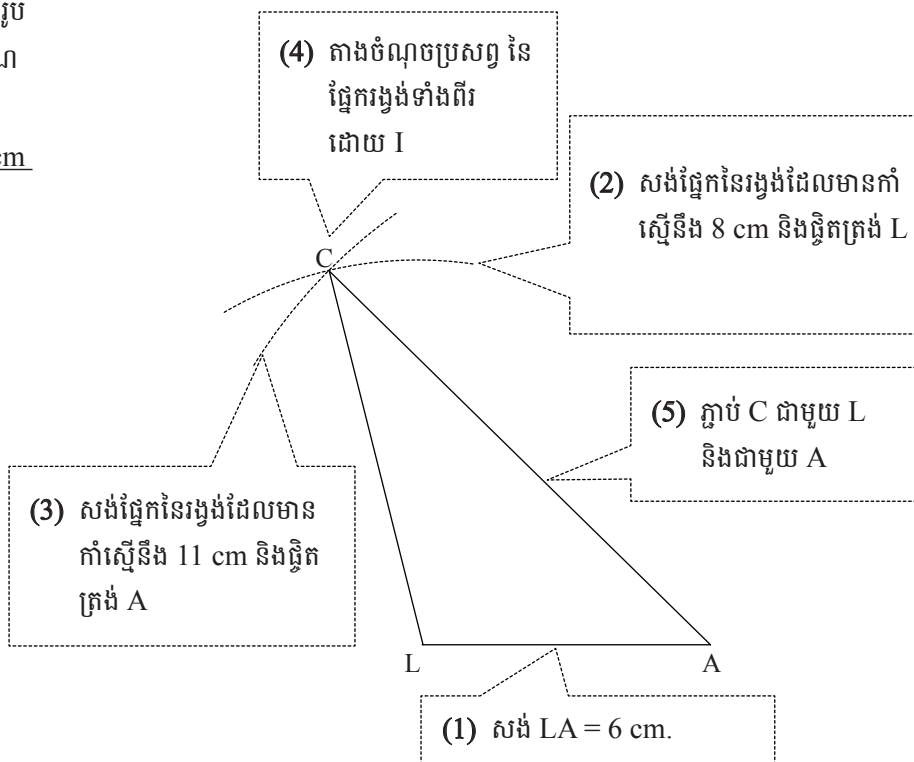 រូប
ណ
cm
(4) តាងចំណុចប្រសព្វ នៃ
ផ្នែករង្វង់ទាំងពីរ
ដោយ I
(2) សង់ផ្នែកនៃរង្វង់ដែលមានកាំ
ស្មើនឹង 8 cm និងផ្ចិតត្រង់ L
C
(5) ភ្ជាប់ C ជាមួយ L
និងជាមួយ A
(3) សង់ផ្នែកនៃរង្វង់ដែលមាន
កាំស្មើនឹង 11 cm និងផ្ចិត
ត្រង់ A
L A
(1) សង់ LA = 6 cm.